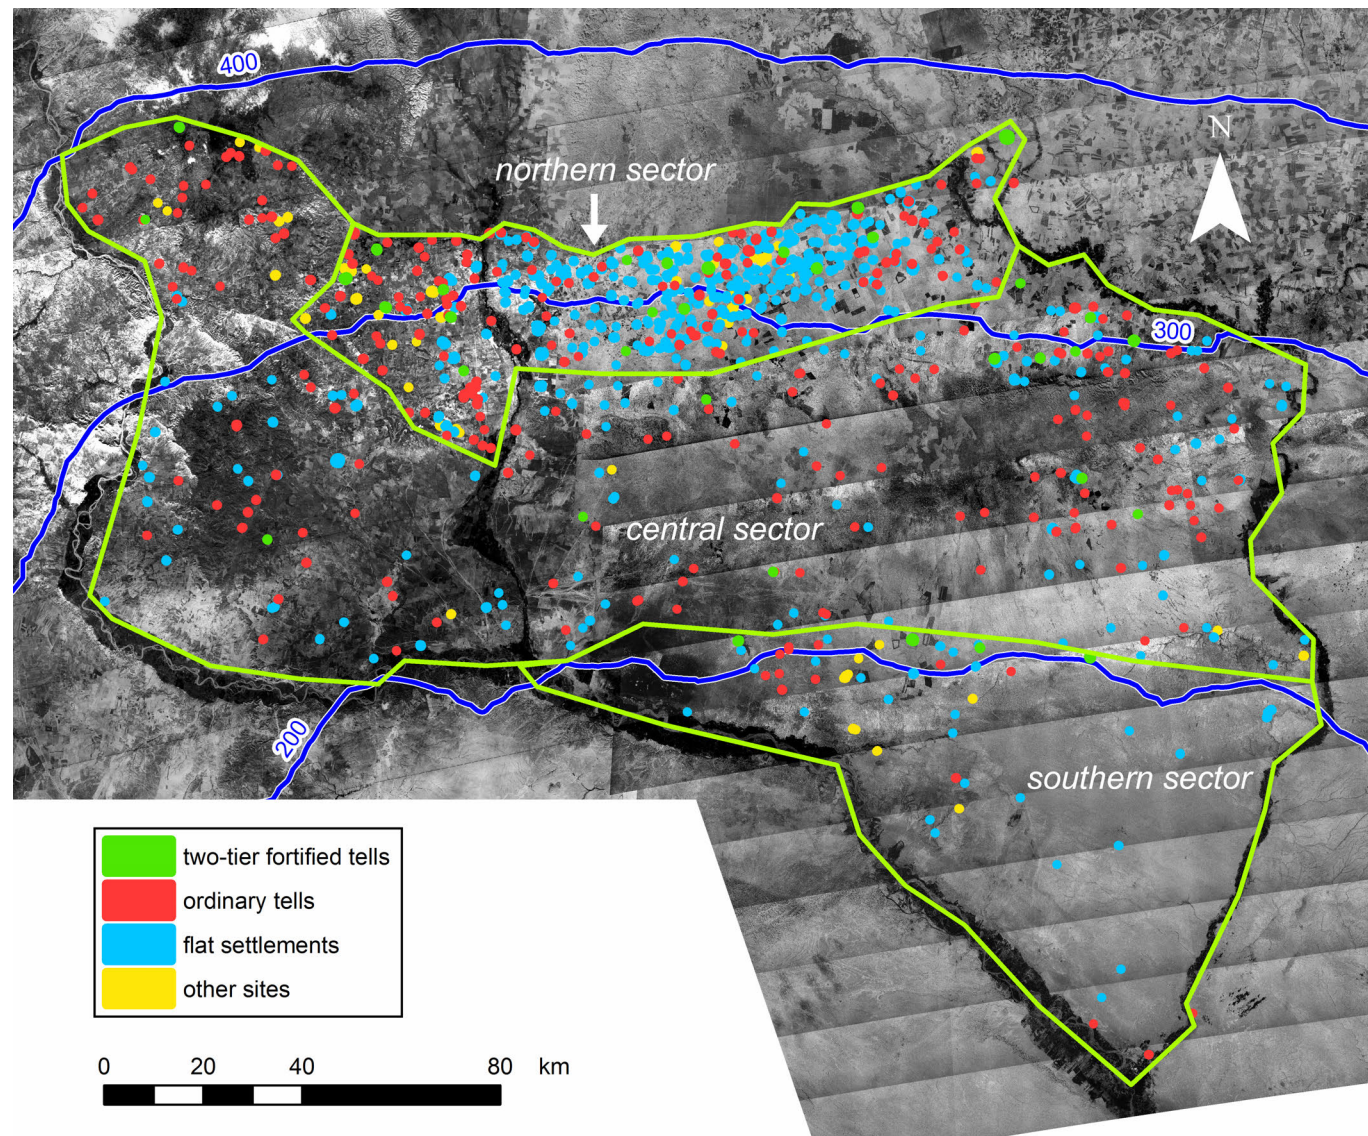 400
N
northern sector
300
central sector
200
southern sector
two-tier fortified tells
ordinary tells
flat settlements
other sites
0 20 40 80 km